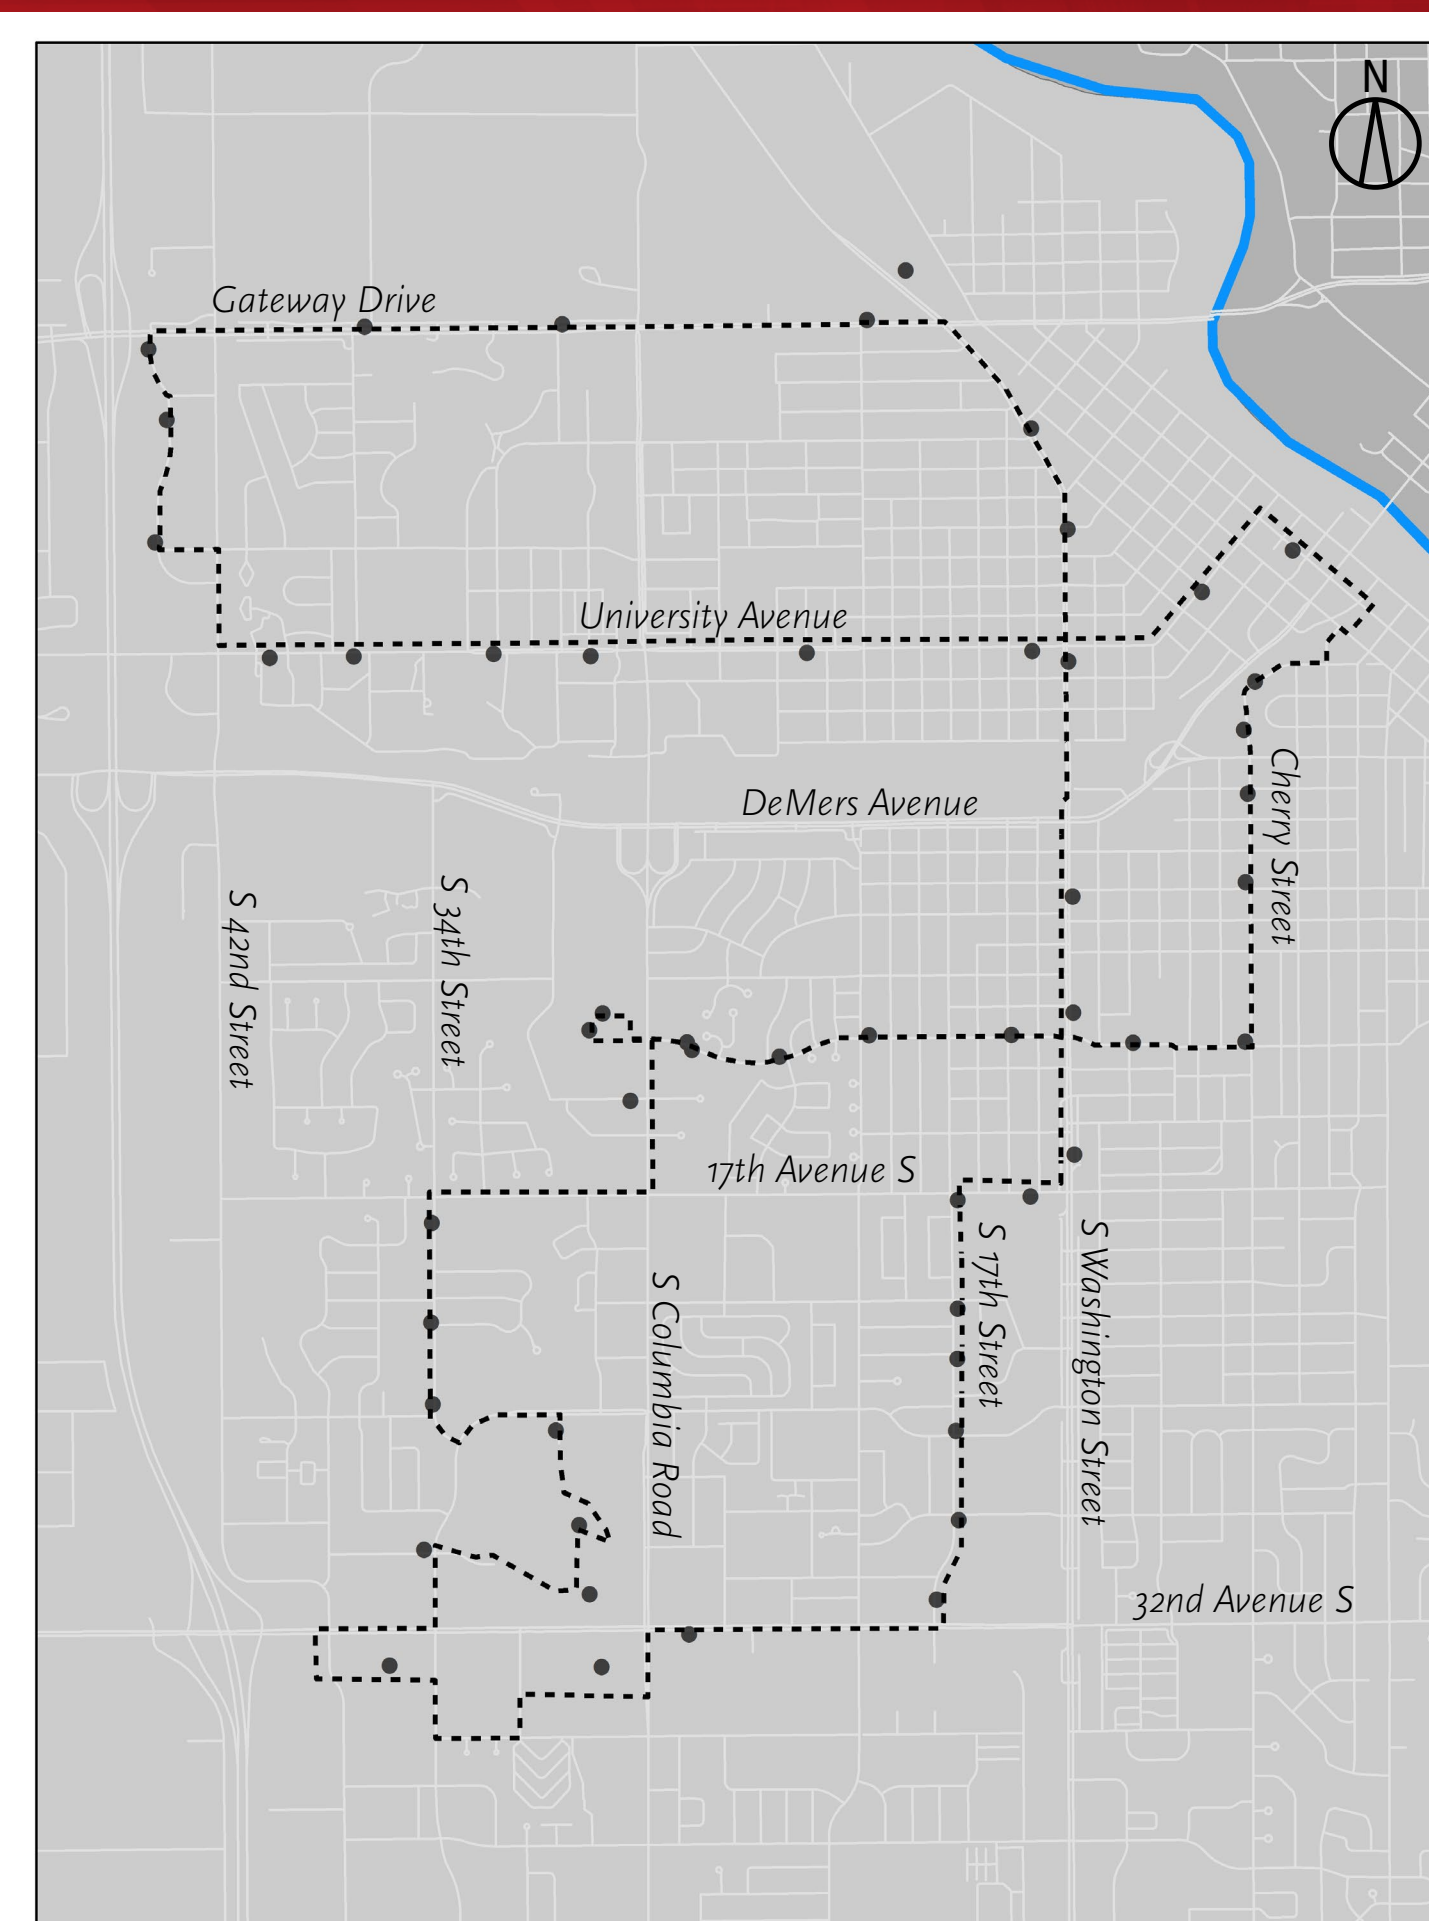 N
Gateway Drive
University Avenue
DeMers Avenue
Cherry Street
S 34th Street
S 42nd Street
17th Avenue S
S 17th Street
S Washington Street
S Columbia Road
32nd Avenue S